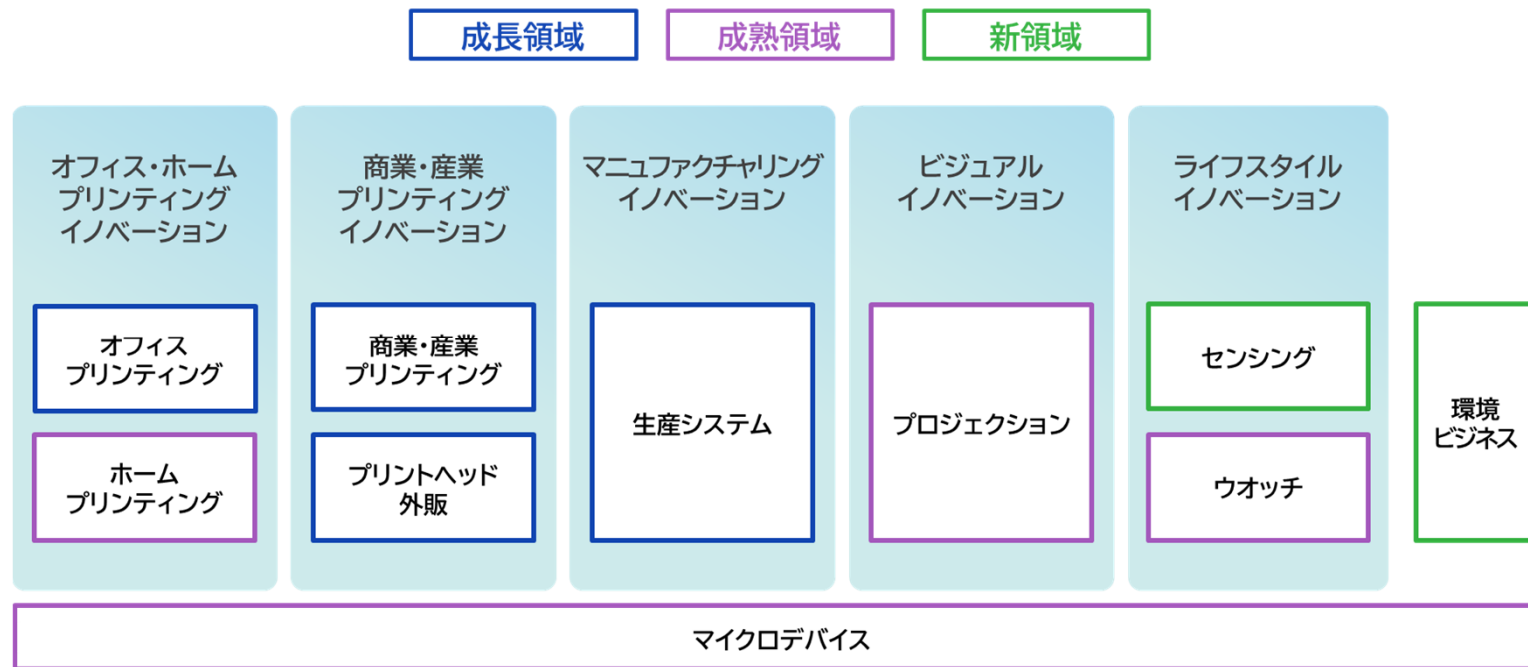 成長領域
成熟領域
新領域
オフィス・ホーム
プリンティング
イノベーション
商業・産業
プリンティング
イノベーション
マニュファクチャリング
イノベーション
ビジュアル
イノベーション
ライフスタイル
イノベーション
オフィス
プリンティング
ホーム
プリンティング
商業・産業
プリンティング
プリントヘッド
外販
生産システム
プロジェクション
センシング
ウオッチ
環境
ビジネス
マイクロデバイス